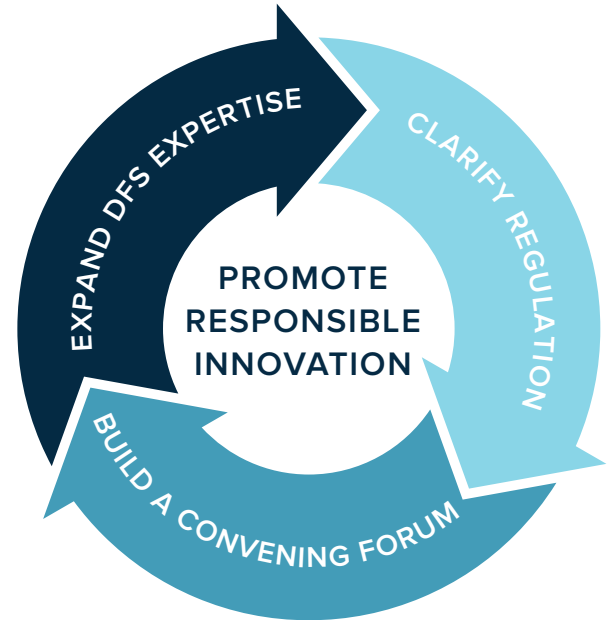 EXPAND DFS EXPERTISE
CLARIFY REGULATION
PROMOTE
RESPONSIBLE
INNOVATION
BUILD A CONVENING FORUM